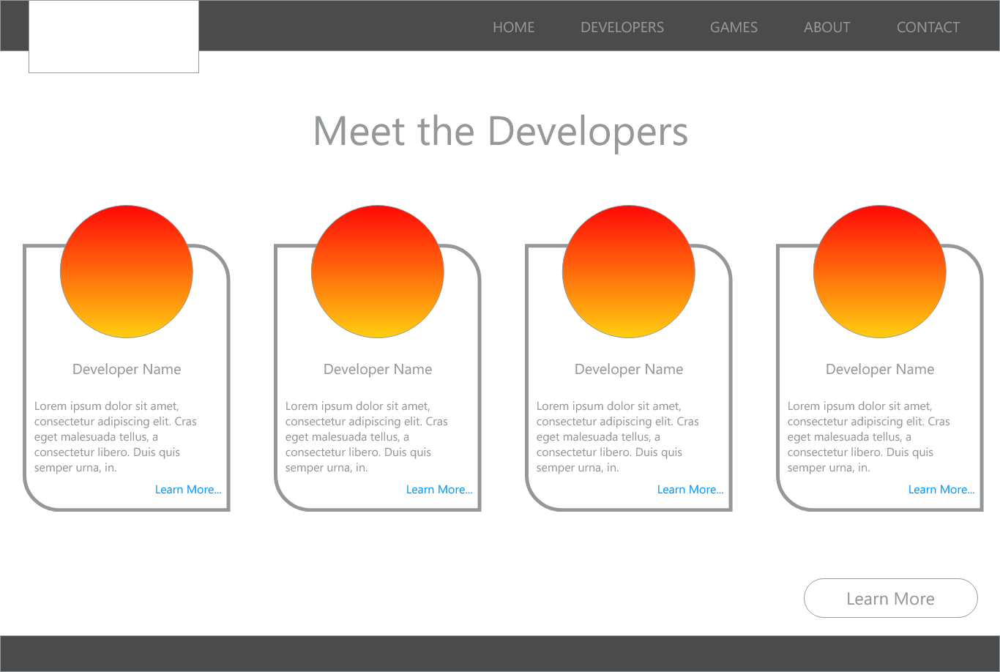 HOME DEVELOPERS GAMES ABOUT CONTACT
Meet the Developers
Developer Name
Lorem ipsum dolor sit amet,
consectetur adipiscing elit. Cras
eget malesuada tellus, a
consectetur libero. Duis quis
semper urna, in.
Learn More...
Developer Name
Lorem ipsum dolor sit amet,
consectetur adipiscing elit. Cras
eget malesuada tellus, a
consectetur libero. Duis quis
semper urna, in.
Learn More...
Developer Name
Lorem ipsum dolor sit amet,
consectetur adipiscing elit. Cras
eget malesuada tellus, a
consectetur libero. Duis quis
semper urna, in.
Learn More...
Developer Name
Lorem ipsum dolor sit amet,
consectetur adipiscing elit. Cras
eget malesuada tellus, a
consectetur libero. Duis quis
semper urna, in.
Learn More...
Learn More